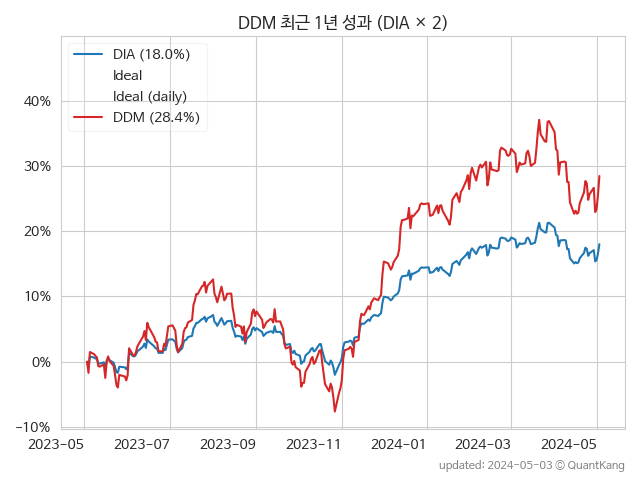 DDM 최근 1년 성과 (DIA × 2)
DIA (18.0%)
Ideal
Ideal (daily)
DDM (28.4%)
40%
30%
20%
10%
0%
−10%
2023-05 2023-07 2023-09 2023-11 2024-01 2024-03 2024-05
updated: 2024-05-03 © QuantKang